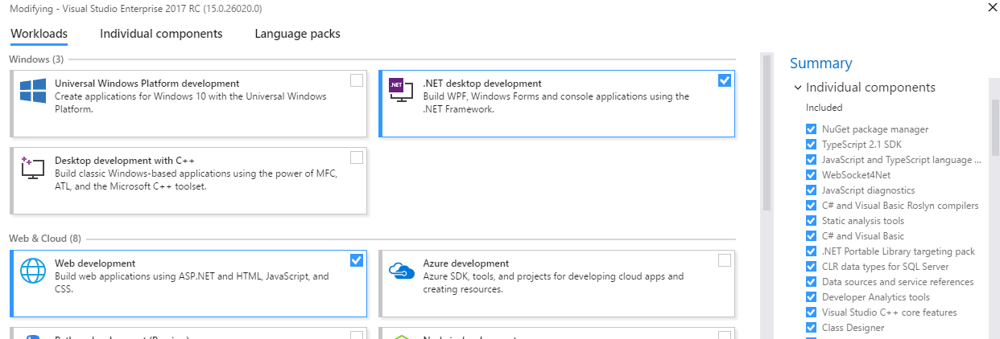 Modifying - Visual Studio Enterprise 2017 RC (15.0.26020.0)
Workloads Individual components Language packs
Windows (3)
Universal Windows Platform development
Create applications for Windows 10 with the Universal Windows
Platform.
.NET
.NET desktop development
Build WPF, Windows Forms and console applications using the
.NET Framework.
Desktop development with C++
Build classic Windows-based applications using the power of MFC,
ATL, and the Microsoft C++ toolset.
Web & Cloud (8)
Web development
Build web applications using ASP.NET and HTML, JavaScript, and
CSS.
Azure development
Azure SDK, tools, and projects for developing cloud apps and
creating resources.
Summary
Individual components
Included
NuGet package manager
TypeScript 2.1 SDK
JavaScript and TypeScript language ...
WebSocket4Net
JavaScript diagnostics
C# and Visual Basic Roslyn compilers
Static analysis tools
C# and Visual Basic
.NET Portable Library targeting pack
CLR data types for SQL Server
Data sources and service references
Developer Analytics tools
Visual Studio C++ core features
Class Designer